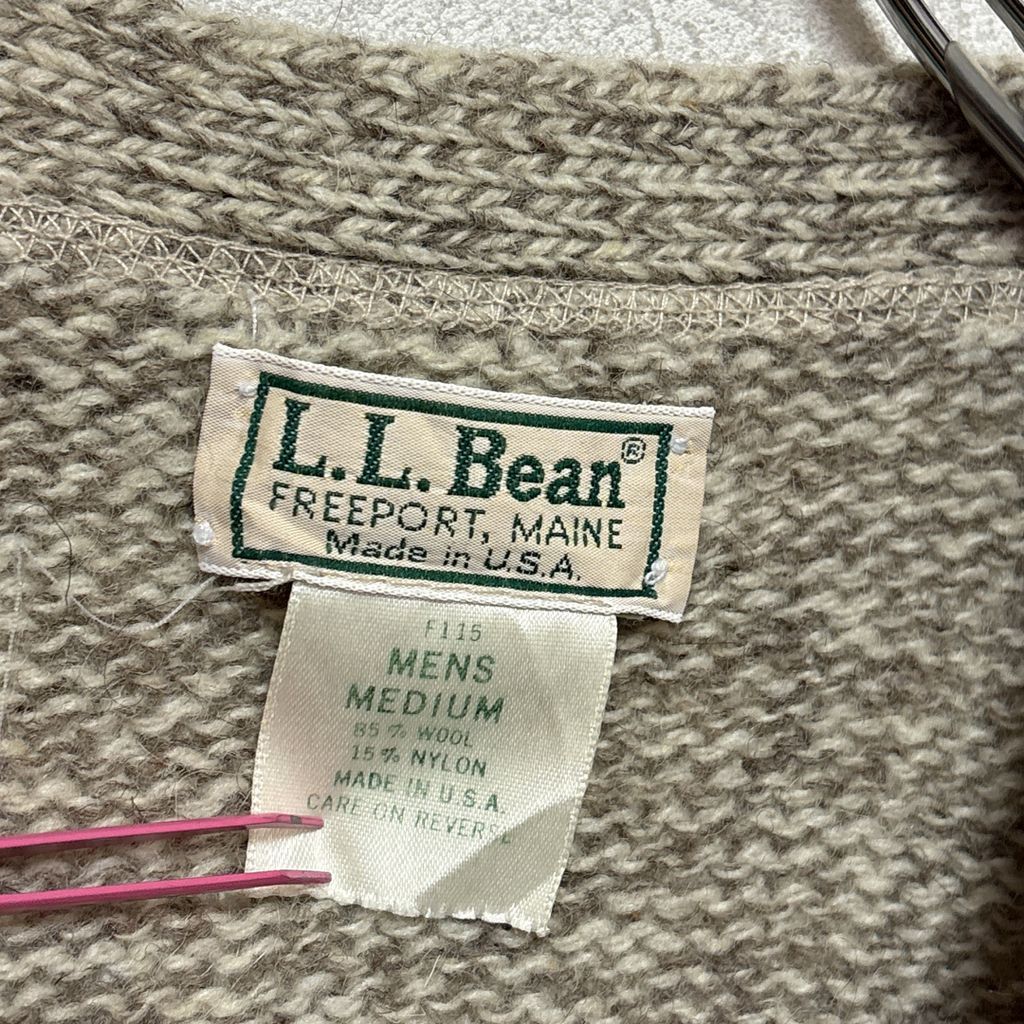 L.L.Bean®
FREEPORT, MAINE
Made in U.S.A.
F115
MENS
MEDIUM
85% WOOL
15% NYLON
MADE IN U.S.A.
CARE ON REVERSE